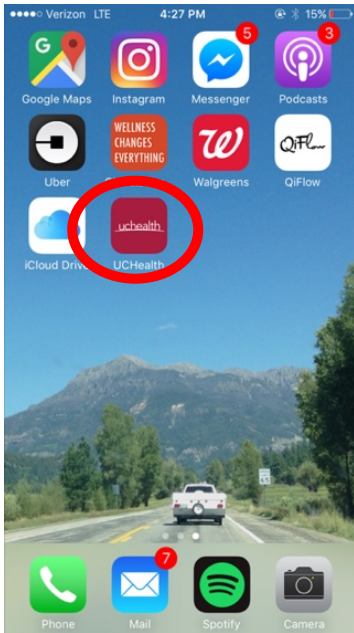 Verizon LTE 4:27 PM 15%
5
3
Google Maps Instagram Messenger Podcasts
WELLNESS
CHANGES
EVERYTHING
W
QiFlow
Uber Walgreens QiFlow
uchealth
iCloud Drive UCHealth
7
Phone Mail Spotify Camera